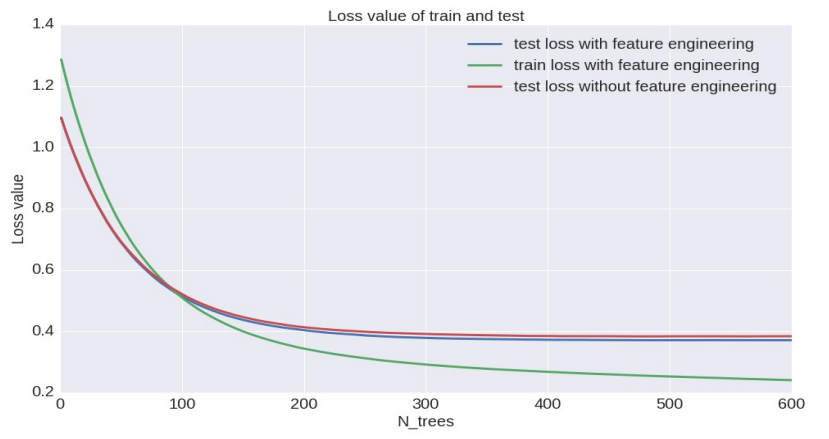 Loss value of train and test
1.4
1.2
1.0
0.8
0.6
0.4
0.2
Loss value
test loss with feature engineering
train loss with feature engineering
test loss without feature engineering
0 100 200 300 400 500 600
N_trees